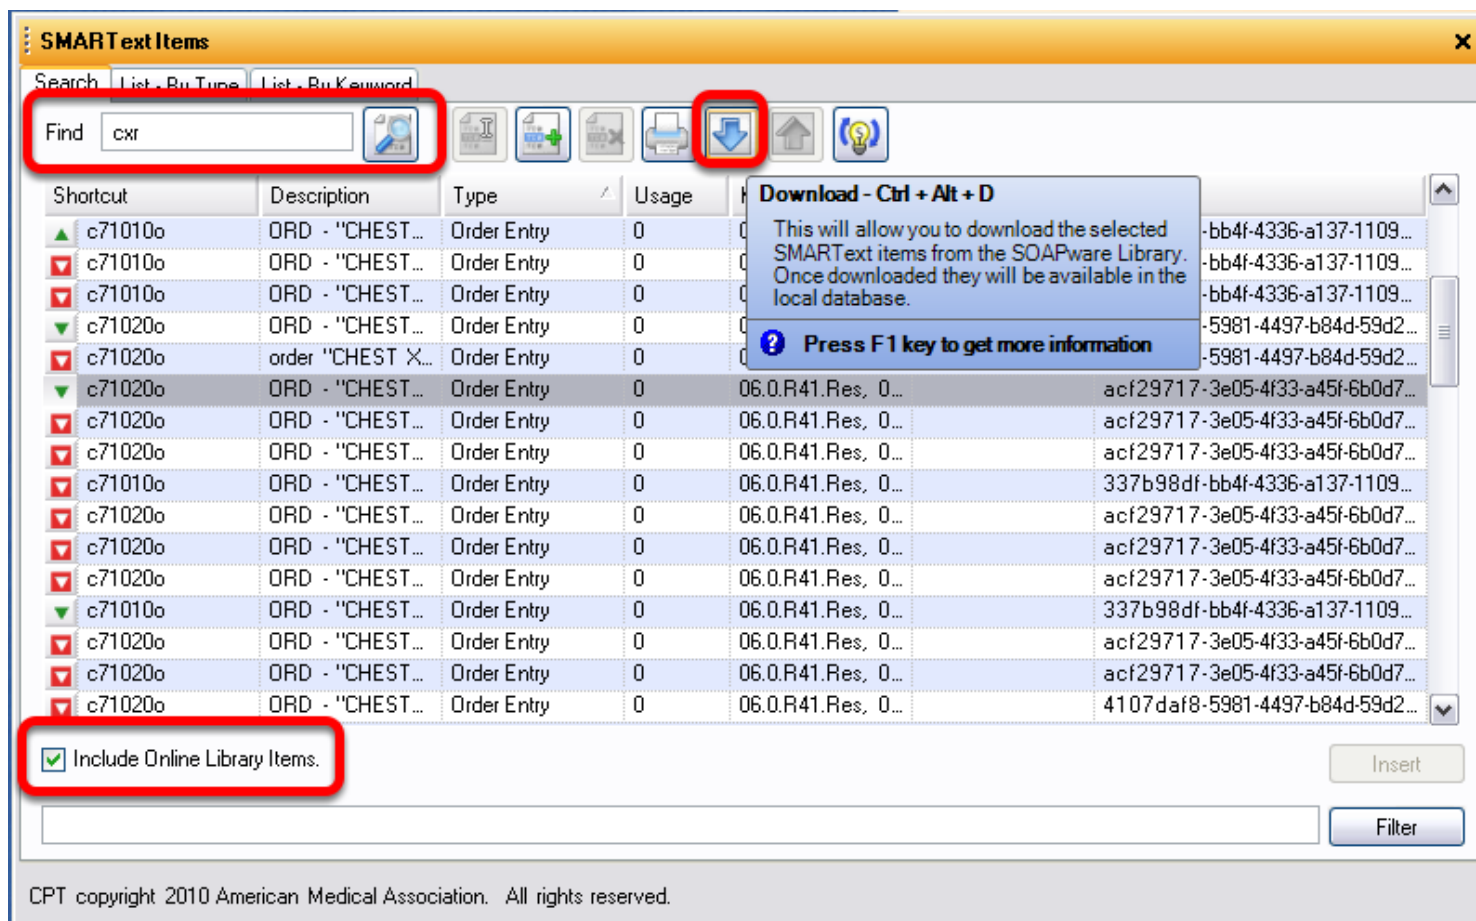 SMARText Items
Search List - By Type List - By Keyword
Find cxr
Shortcut Description Type Usage
Download - Ctrl + Alt + D
This will allow you to download the selected
SMARText items from the SOAPware Library.
Once downloaded they will be available in the
local database.
Press F1 key to get more information
c71010o ORD - "CHEST... Order Entry 0 -bb4f-4336-a137-1109...
c71010o ORD - "CHEST... Order Entry 0 -bb4f-4336-a137-1109...
c71010o ORD - "CHEST... Order Entry 0 -bb4f-4336-a137-1109...
c71020o ORD - "CHEST... Order Entry 0 -5981-4497-b84d-59d2...
c71020o order "CHEST X... Order Entry 0 -5981-4497-b84d-59d2...
c71020o ORD - "CHEST... Order Entry 0 06.0.R41.Res, 0... acf29717-3e05-4f33-a45f-6b0d7...
c71020o ORD - "CHEST... Order Entry 0 06.0.R41.Res, 0... acf29717-3e05-4f33-a45f-6b0d7...
c71020o ORD - "CHEST... Order Entry 0 06.0.R41.Res, 0... acf29717-3e05-4f33-a45f-6b0d7...
c71010o ORD - "CHEST... Order Entry 0 06.0.R41.Res, 0... 337b98df-bb4f-4336-a137-1109...
c71020o ORD - "CHEST... Order Entry 0 06.0.R41.Res, 0... acf29717-3e05-4f33-a45f-6b0d7...
c71020o ORD - "CHEST... Order Entry 0 06.0.R41.Res, 0... acf29717-3e05-4f33-a45f-6b0d7...
c71020o ORD - "CHEST... Order Entry 0 06.0.R41.Res, 0... acf29717-3e05-4f33-a45f-6b0d7...
c71010o ORD - "CHEST... Order Entry 0 06.0.R41.Res, 0... 337b98df-bb4f-4336-a137-1109...
c71020o ORD - "CHEST... Order Entry 0 06.0.R41.Res, 0... acf29717-3e05-4f33-a45f-6b0d7...
c71020o ORD - "CHEST... Order Entry 0 06.0.R41.Res, 0... acf29717-3e05-4f33-a45f-6b0d7...
c71020o ORD - "CHEST... Order Entry 0 06.0.R41.Res, 0... 4107daf8-5981-4497-b84d-59d2...
Include Online Library Items.
Insert
Filter
CPT copyright 2010 American Medical Association. All rights reserved.